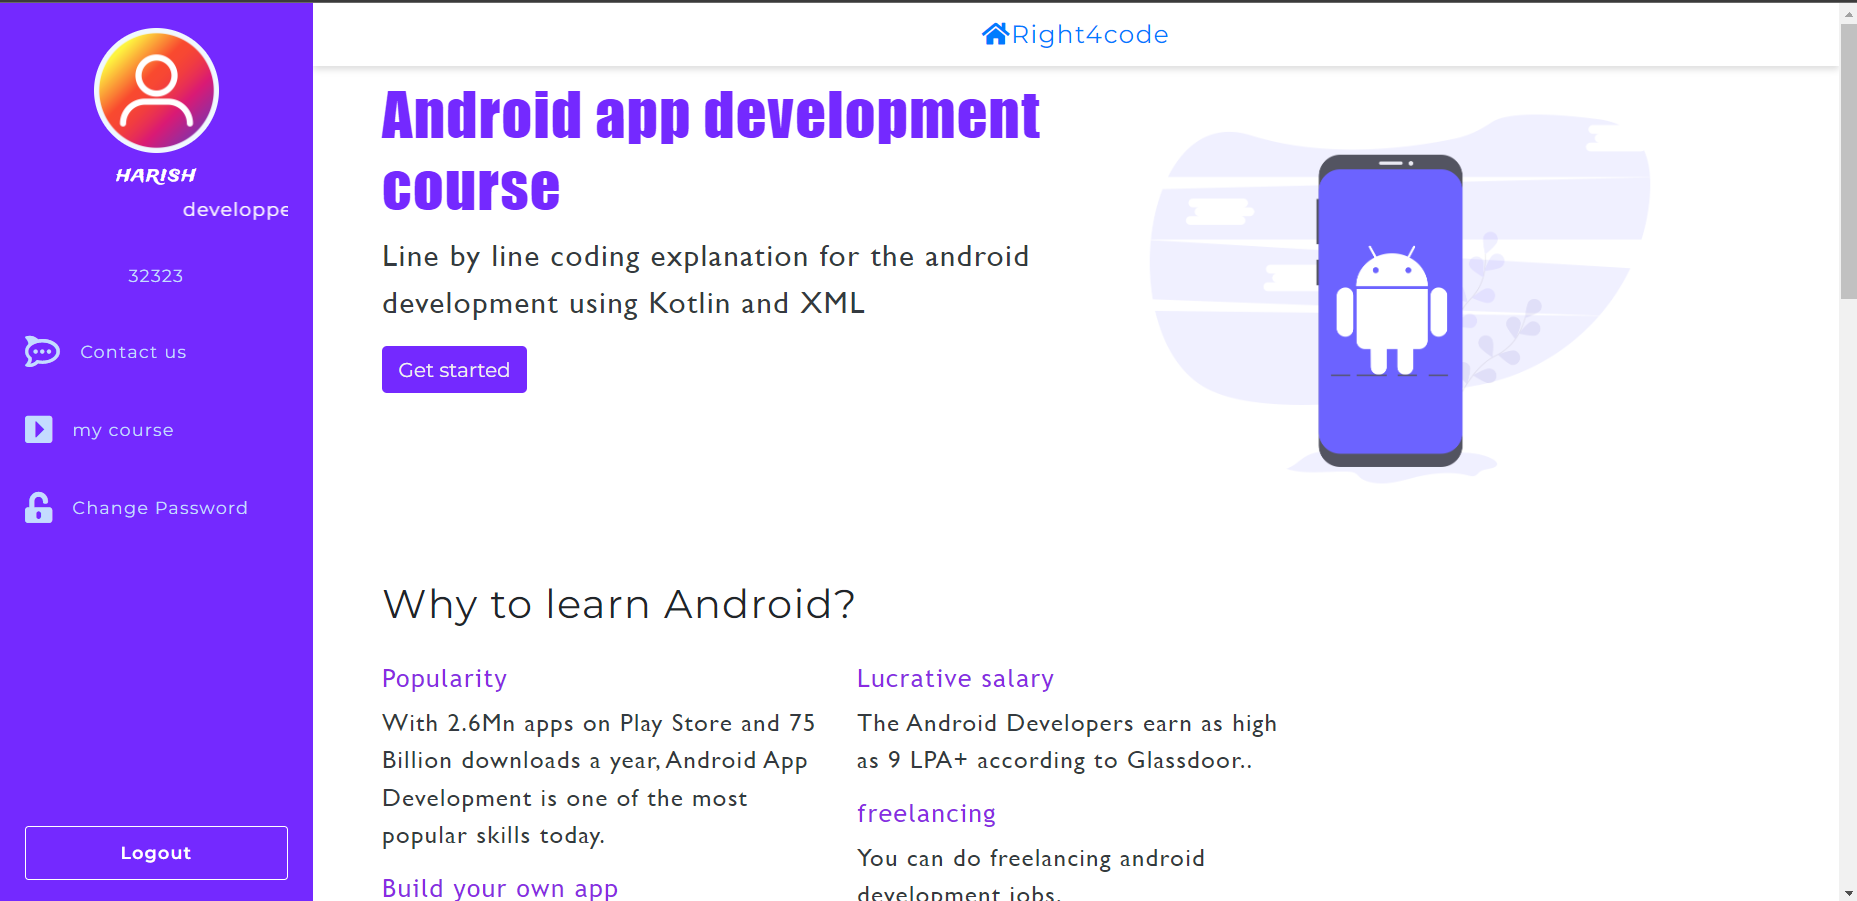 HARISH
developpe
32323
Contact us
my course
Change Password
Logout
Right4code
Android app development
course
Line by line coding explanation for the android
development using Kotlin and XML
Get started
Why to learn Android?
Popularity
With 2.6Mn apps on Play Store and 75
Billion downloads a year, Android App
Development is one of the most
popular skills today.
Build your own app
Lucrative salary
The Android Developers earn as high
as 9 LPA+ according to Glassdoor..
freelancing
You can do freelancing android
development jobs.